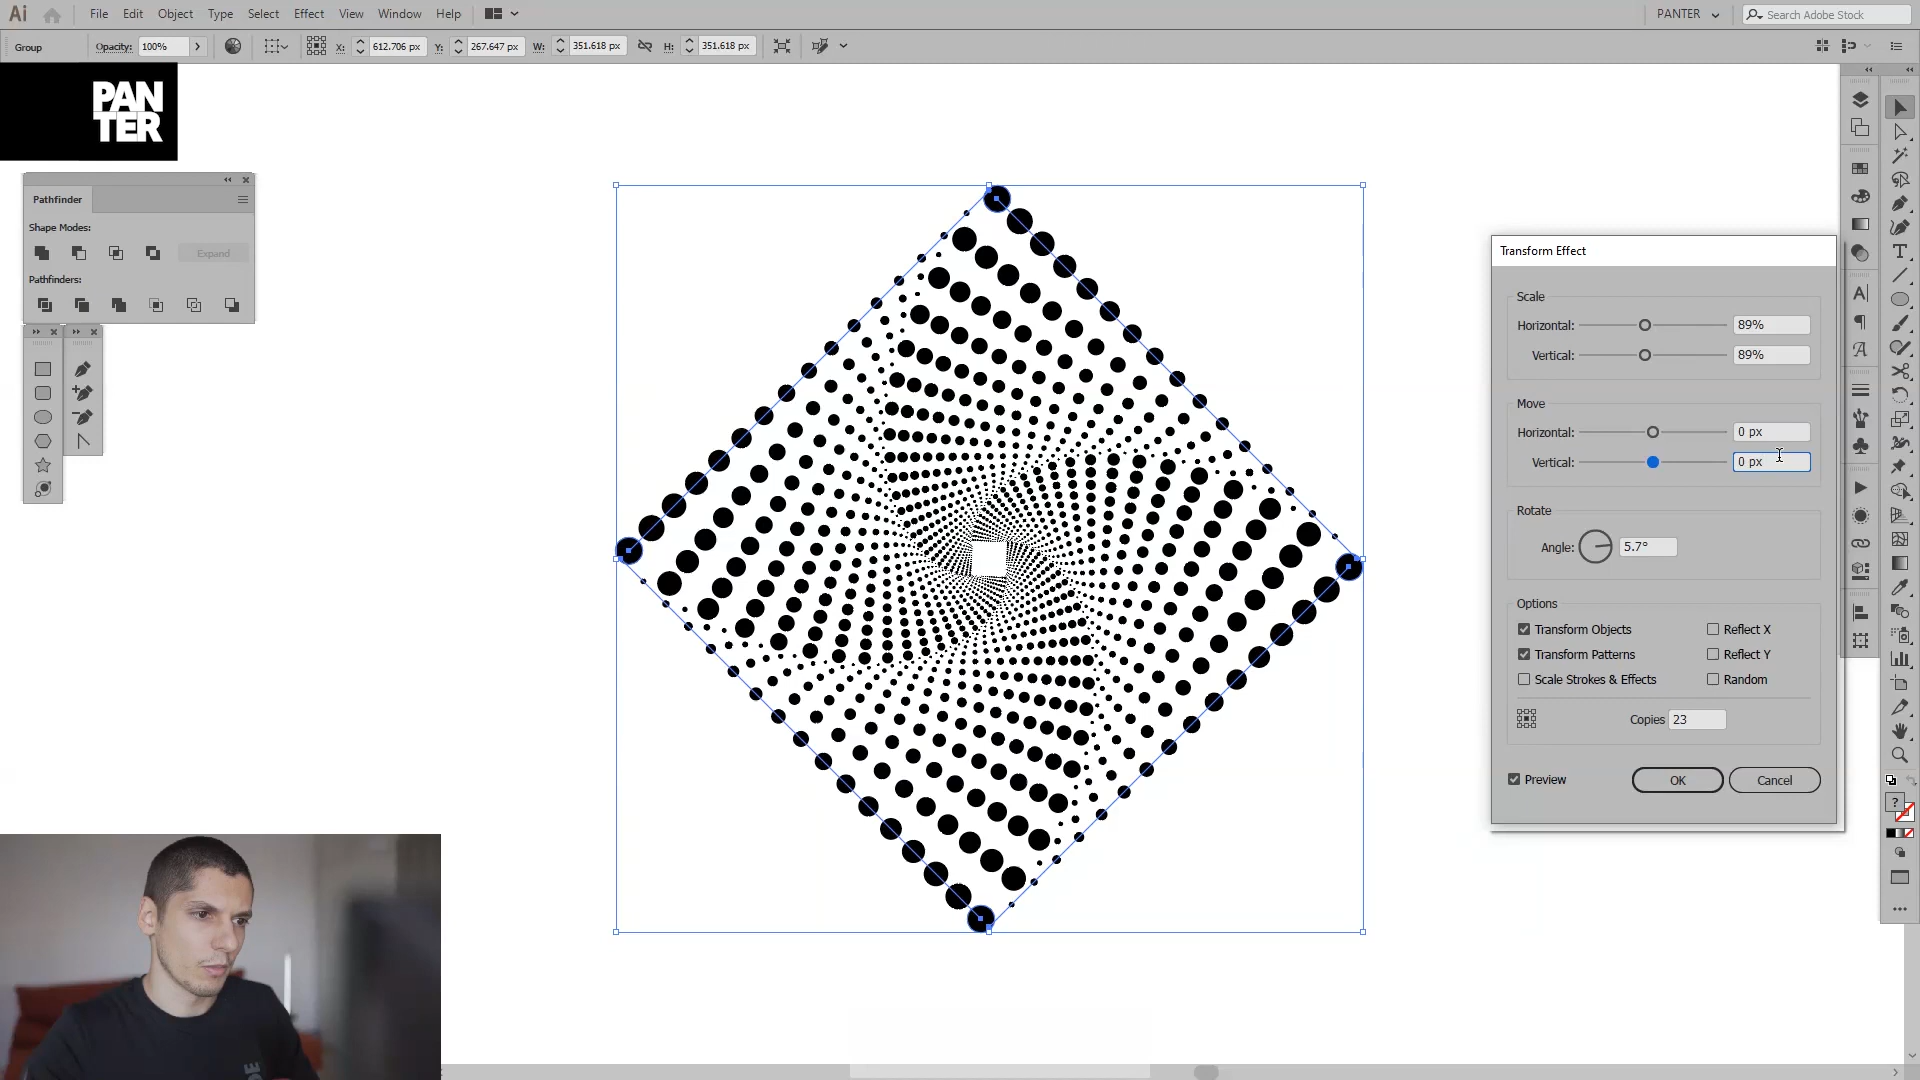 Ai File Edit Object Type Select Effect View Window Help PANTER Search Adobe Stock
Group Opacity: 100% X: 612.706 px Y: 267.647 px W: 351.618 px H: 351.618 px
PAN
TER
Pathfinder
Shape Modes:
Expand
Pathfinders:
Transform Effect
Scale
Horizontal: 89%
Vertical: 89%
Move
Horizontal: 0 px
Vertical: 0 px
Rotate
Angle: 5.7°
Options
Transform Objects Reflect X
Transform Patterns Reflect Y
Scale Strokes & Effects Random
Copies 23
Preview OK Cancel